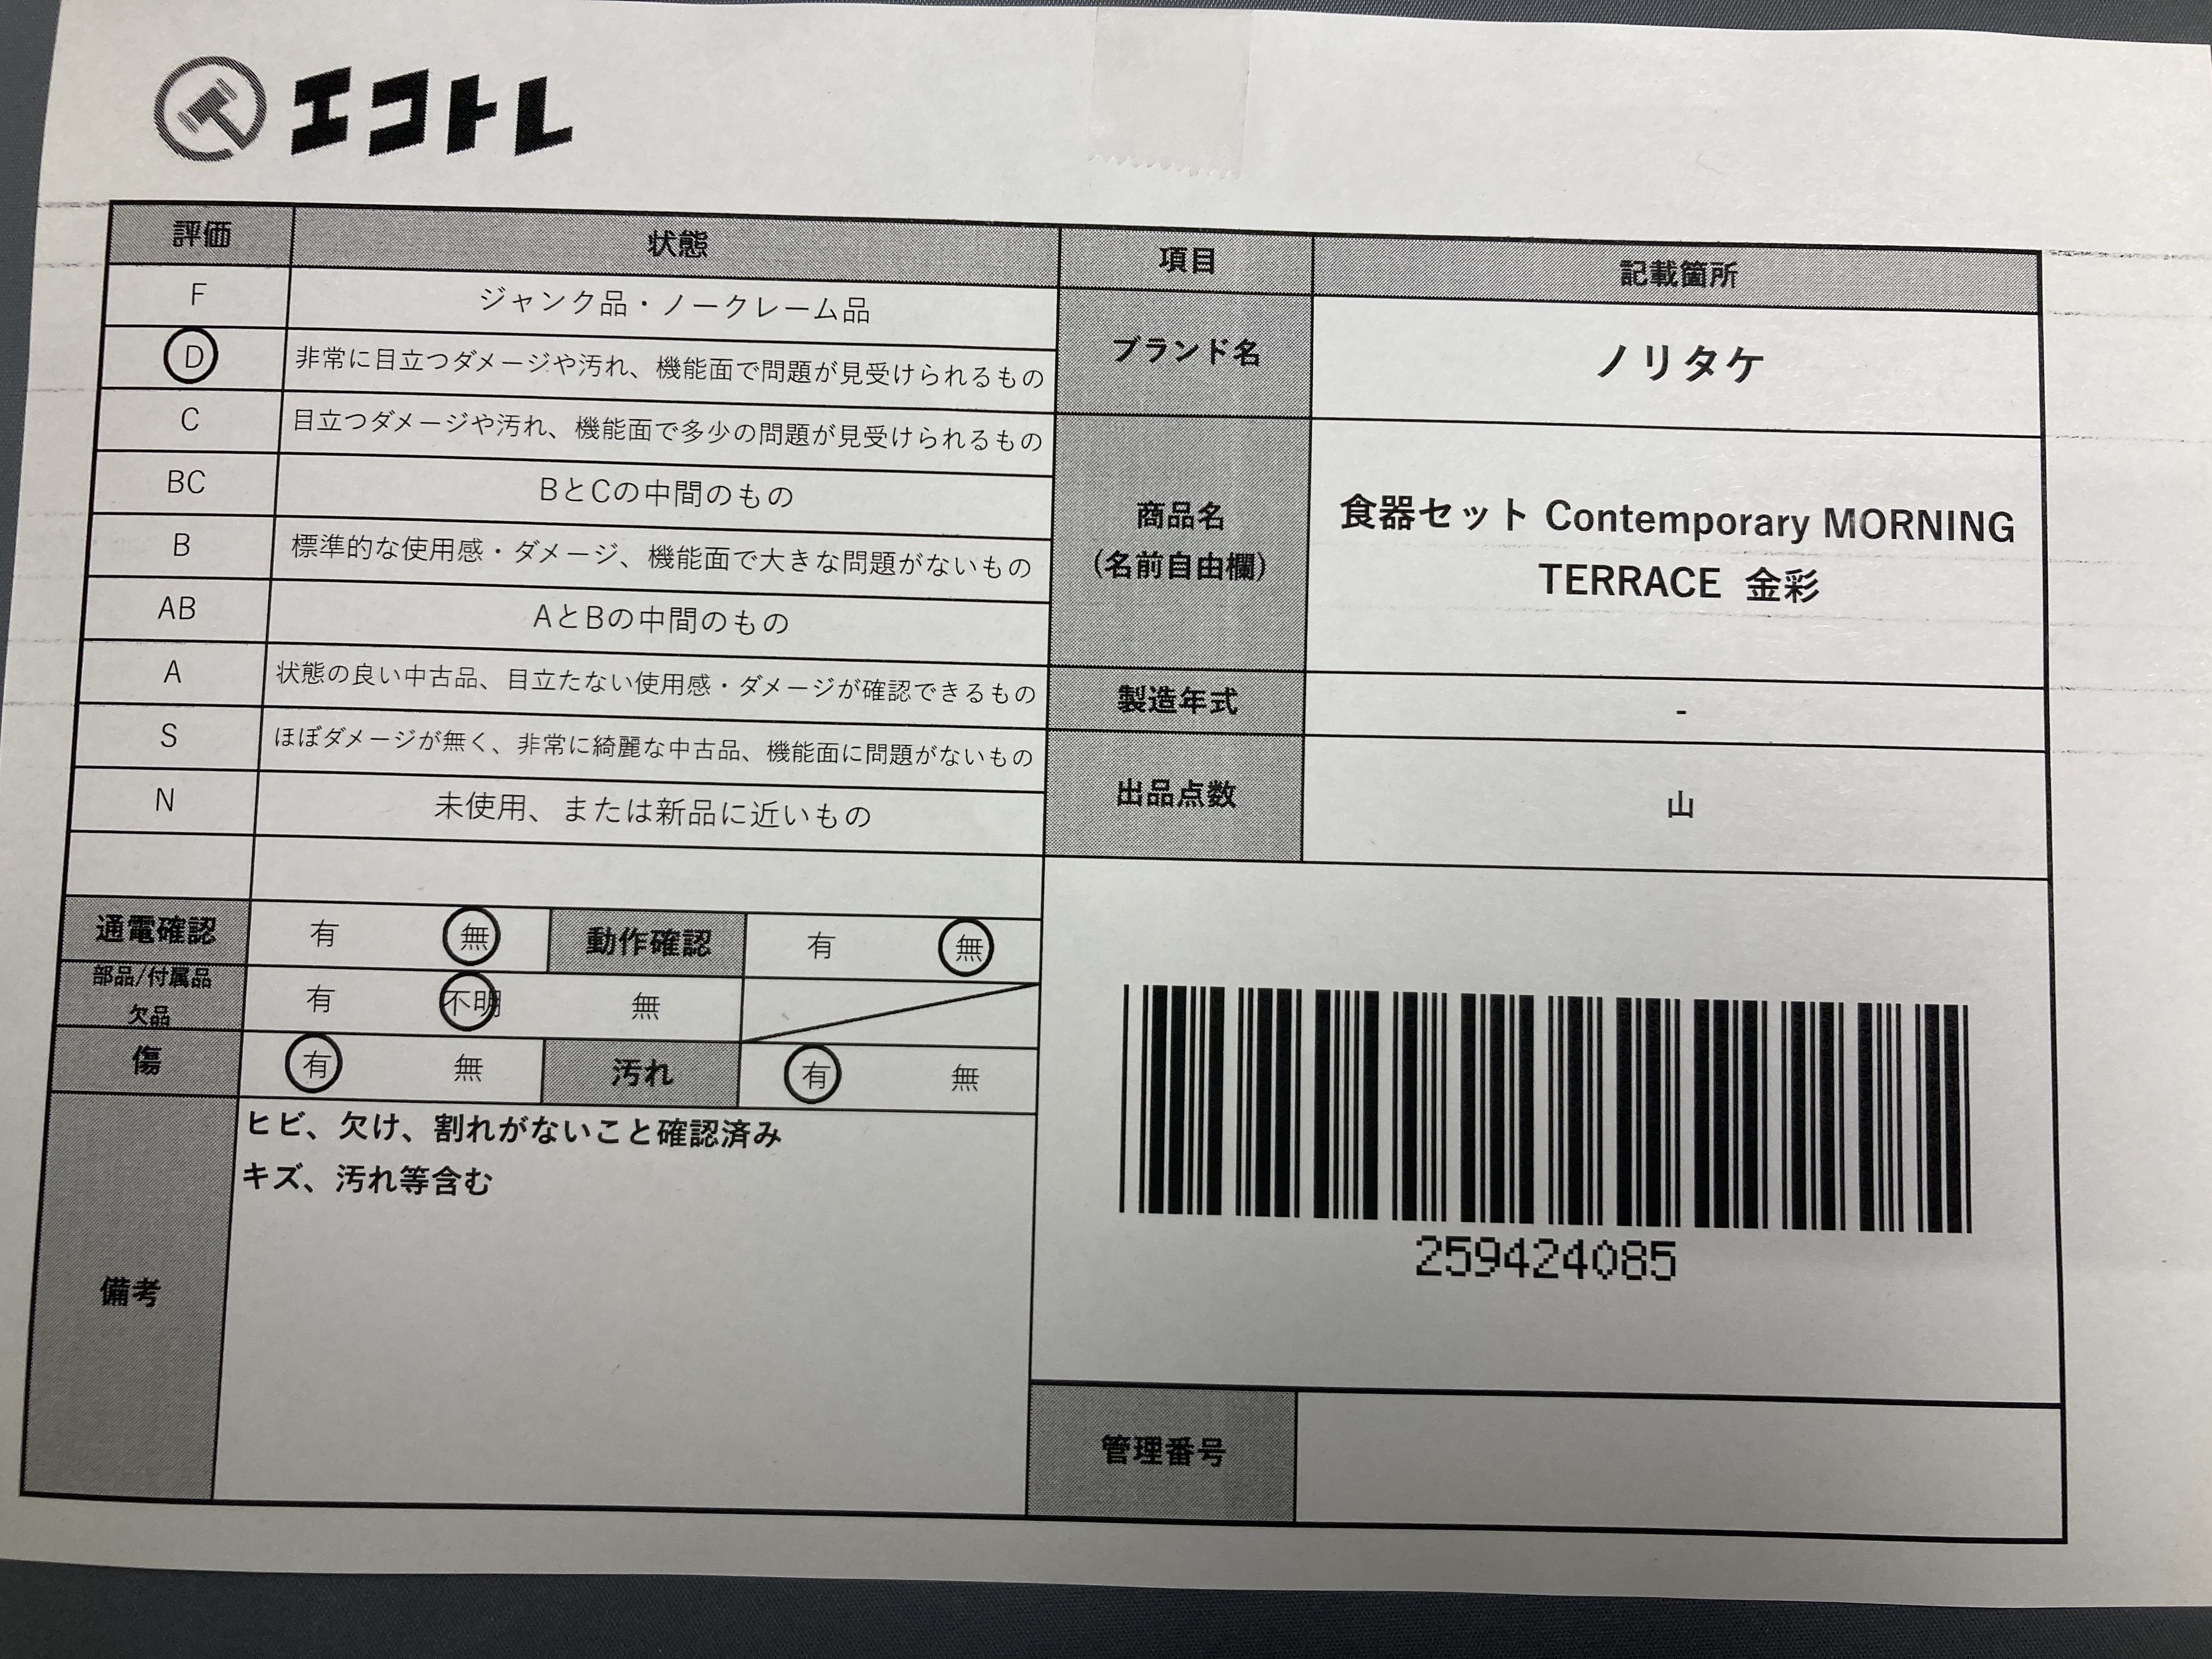 エコトレ
評価 状態
F ジャンク品・ノークレーム品
D 非常に目立つダメージや汚れ、機能面で問題が見受けられるもの
C 目立つダメージや汚れ、機能面で多少の問題が見受けられるもの
BC BとCの中間のもの
B 標準的な使用感・ダメージ、機能面で大きな問題がないもの
AB AとBの中間のもの
A 状態の良い中古品、目立たない使用感・ダメージが確認できるもの
S ほぼダメージが無く、非常に綺麗な中古品、機能面に問題がないもの
N 未使用、または新品に近いもの
通電確認 有 無 動作確認 有 無
部品/付属品
欠品
有 不明 無
傷 有 無 汚れ 有 無
備考
ヒビ、欠け、割れがないこと確認済み
キズ、汚れ等含む
項目 記載箇所
ブランド名 ノリタケ
商品名
(名前自由欄)
食器セット Contemporary MORNING
TERRACE 金彩
製造年式 -
出品点数 山
259424085
管理番号